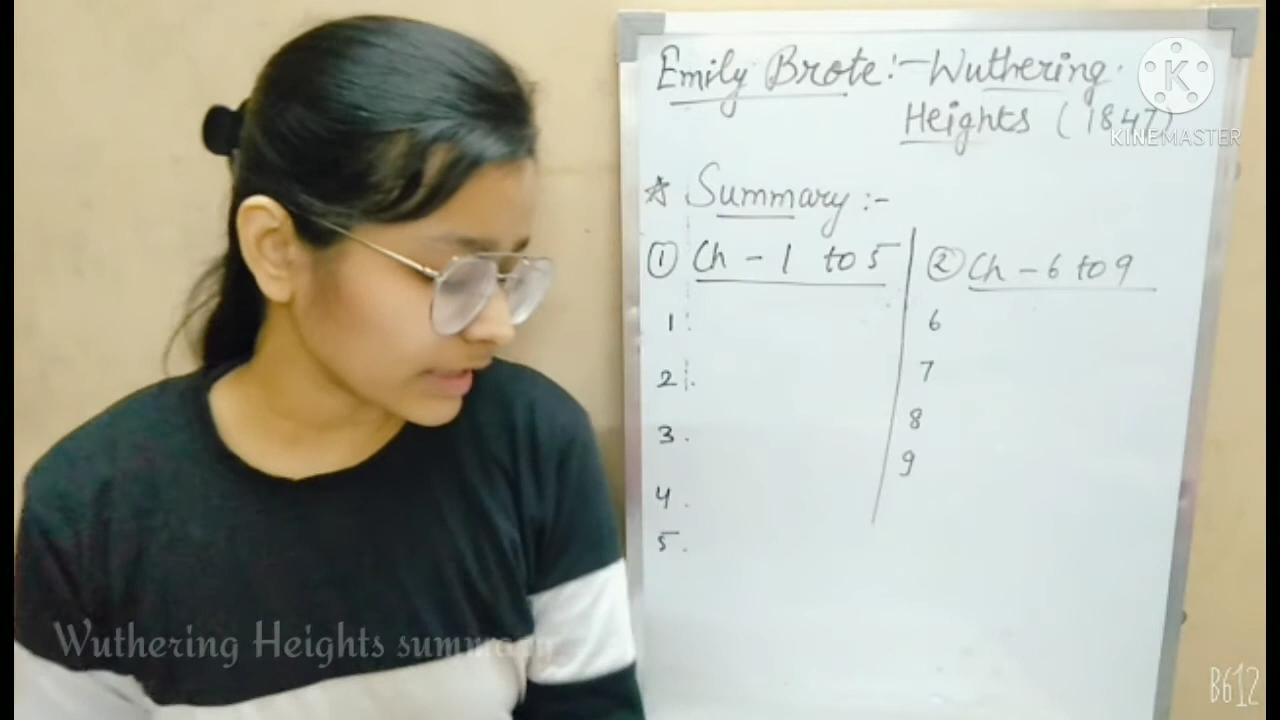 Emily Brote:- Wuthering
Heights (1847)
KINEMASTER
☆ Summary :-
① Ch - 1 to 5
1.
2.
3.
4.
5.
② Ch - 6 to 9
6
7
8
9
Wuthering Heights summary
B612